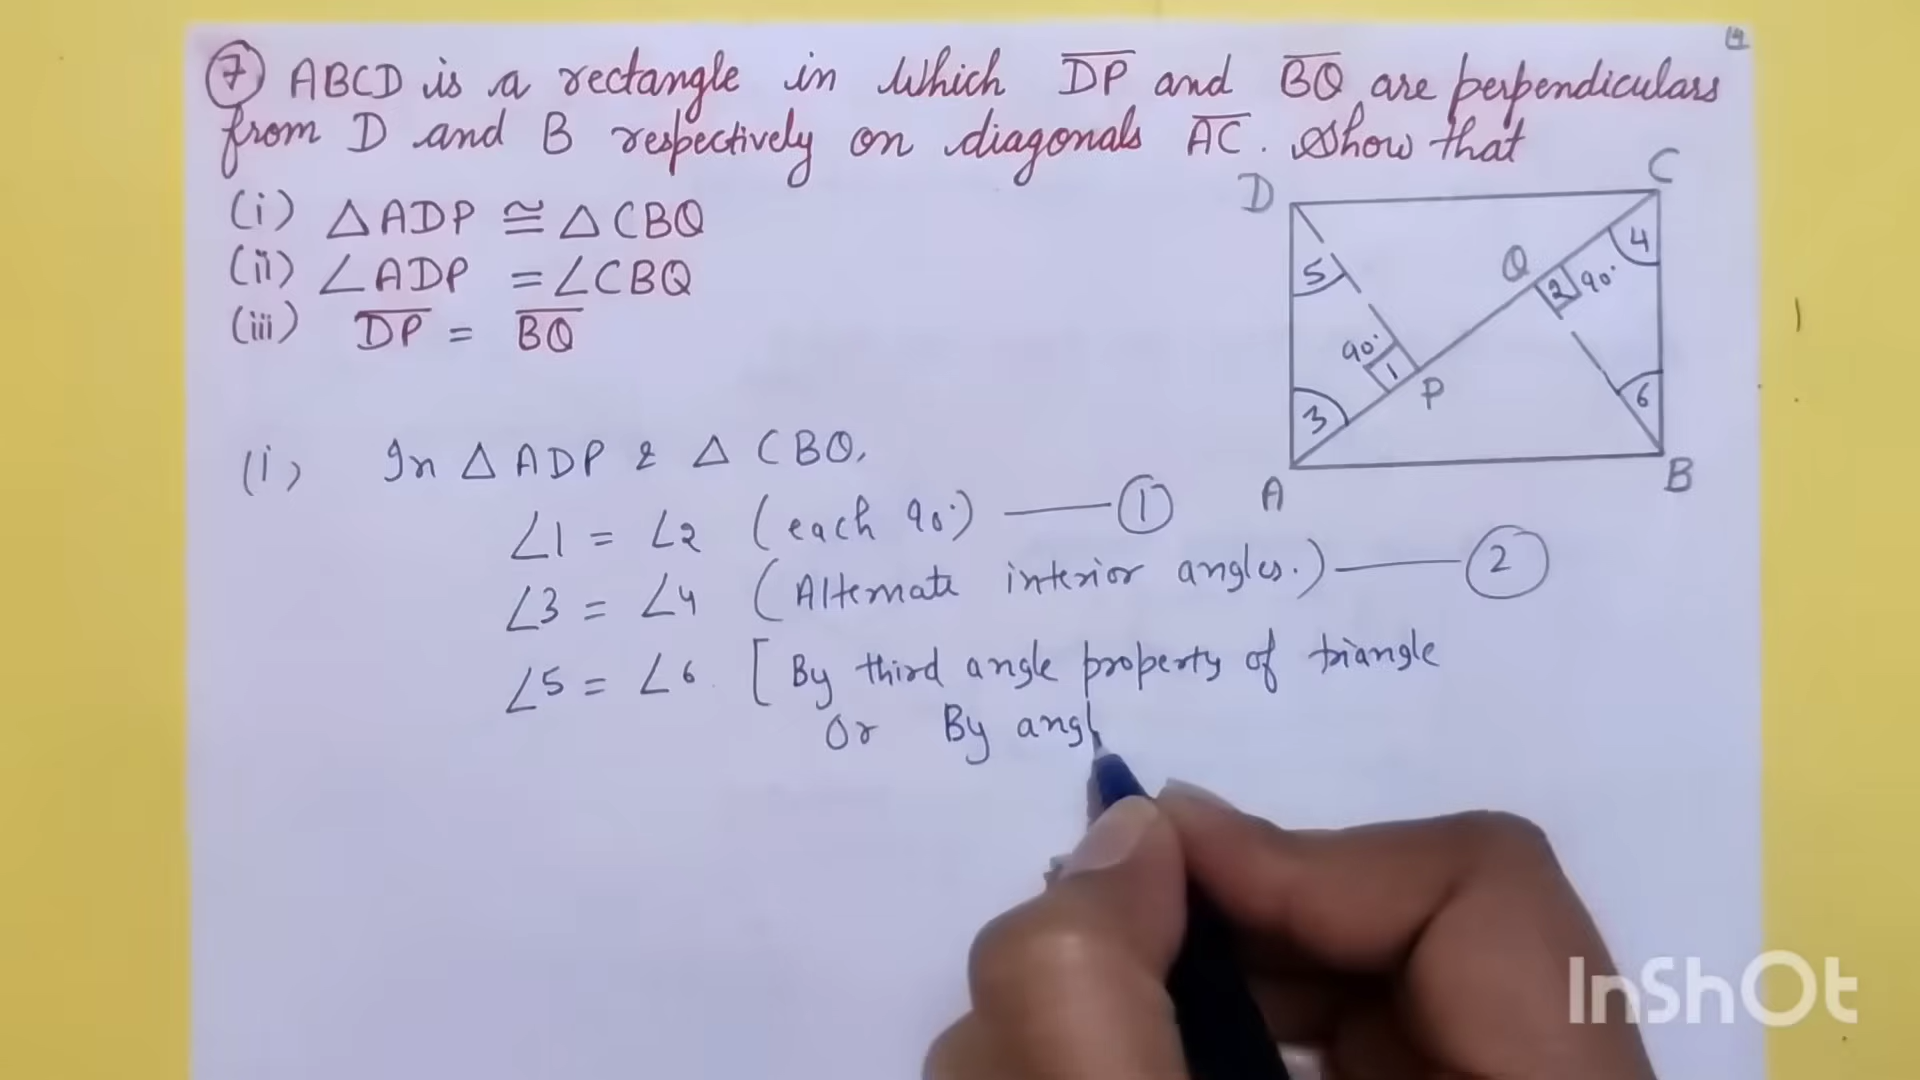 7 ABCD is a rectangle in which DP and BQ are perpendiculars
from D and B respectively on diagonals AC. Show that
(i) △ADP ≅ △CBQ
(ii) ∠ADP = ∠CBQ
(iii) DP = BQ
D
C
5
Q
4
2
90°
90°
1
P
3
6
A
B
(i) In △ ADP & △ CBQ,
∠1 = ∠2 (each 90°) —— 1
∠3 = ∠4 (Alternate interior angles.) —— 2
∠5 = ∠6 [By third angle property of triangle
Or By angl
InShOt